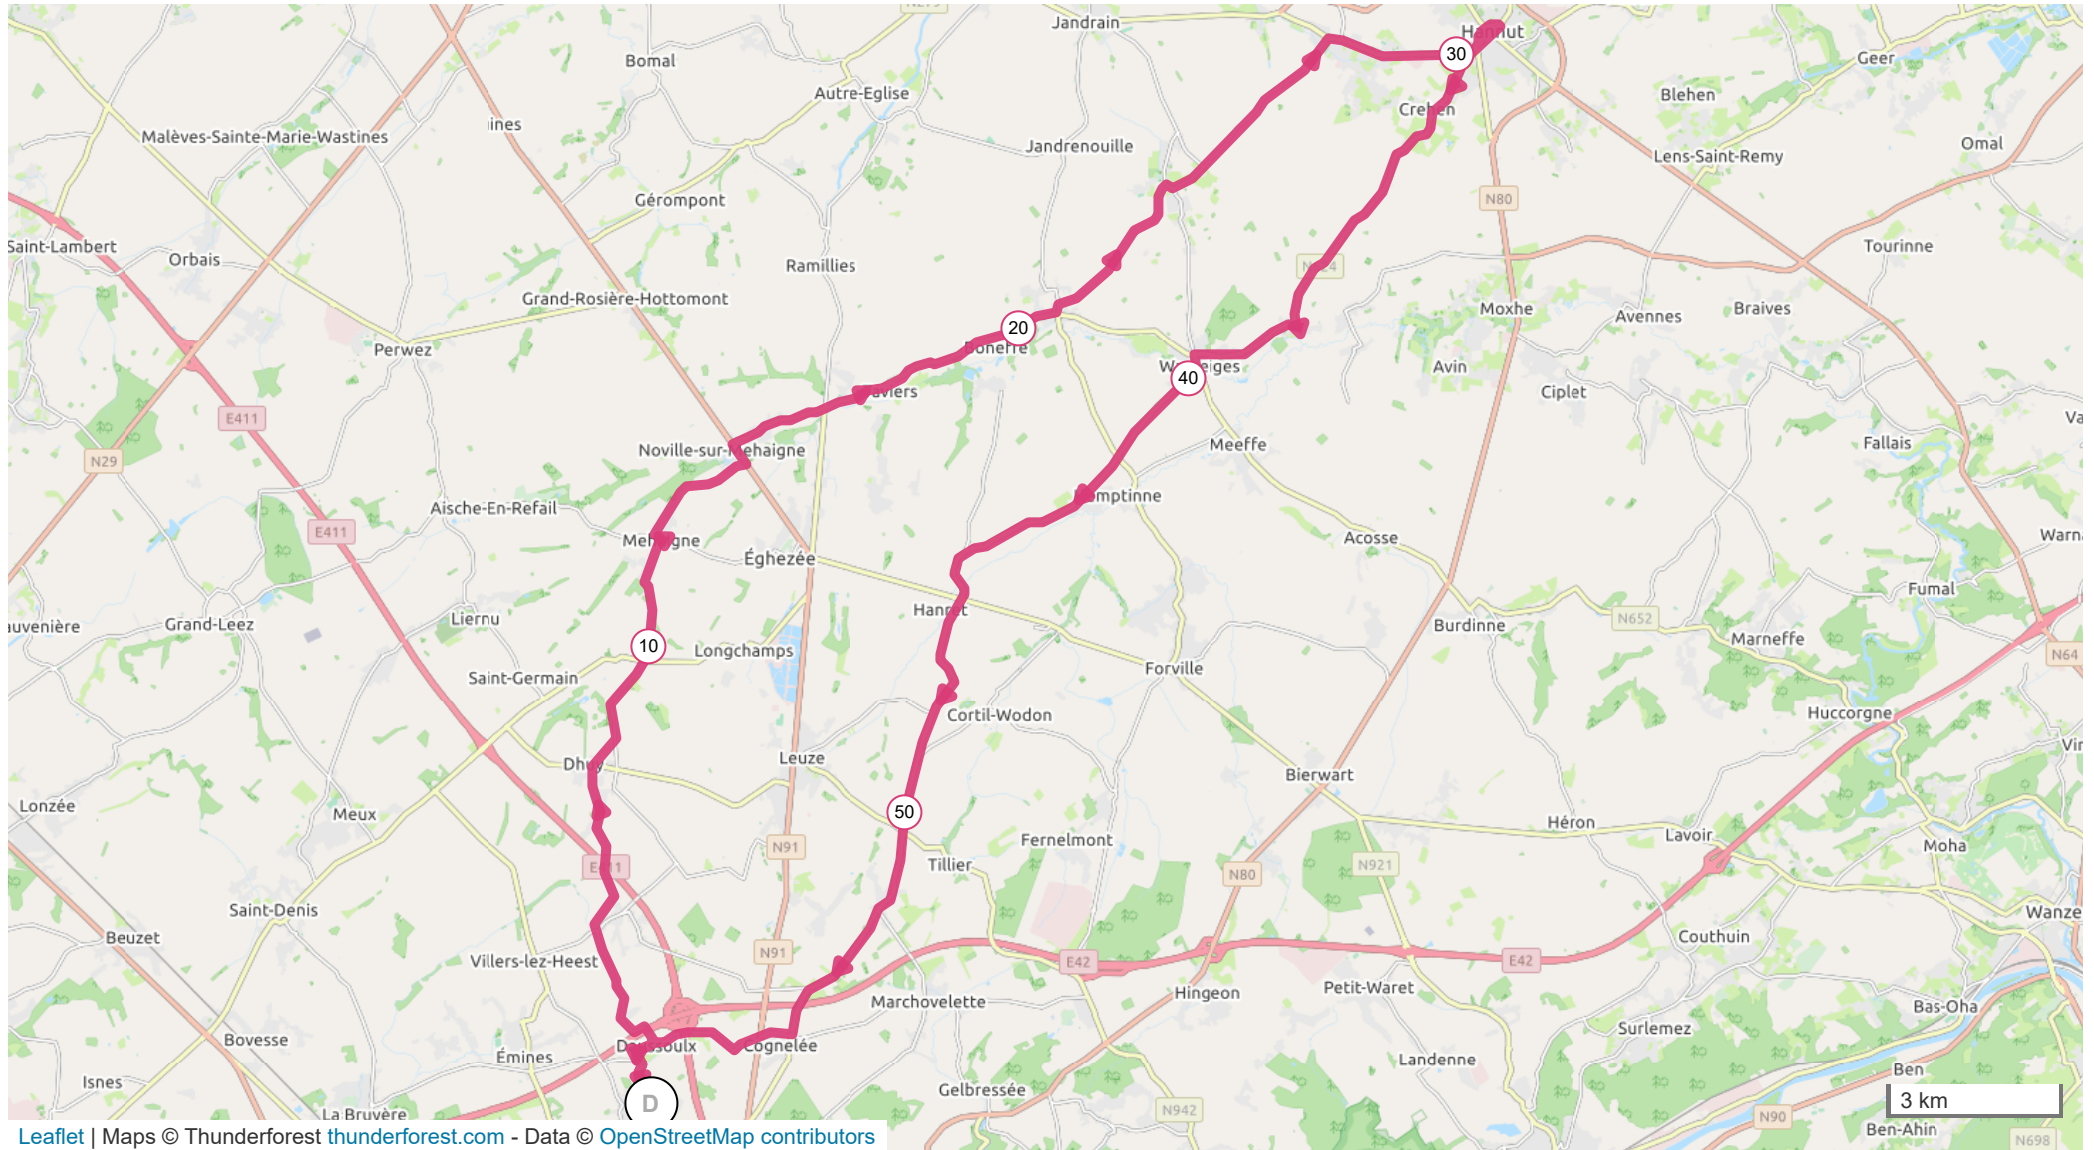 Jandrain
Hannut
30
Bomal
Geer
Autre-Eglise
Blehen
Crehen
Malèves-Sainte-Marie-Wastines
Jandrenouille
Omal
Lens-Saint-Remy
Gérompont
N80
Saint-Lambert
Tourinne
Orbais
Ramillies
Grand-Rosière-Hottomont
Moxhe
Braives
Avennes
20
Perwez
Boneffe
Avin
40
Ciplet
E411
Noville-sur-Mehaigne
Meeffe
Fallais
N29
Aische-En-Refail
E411
Acosse
Éghezée
Fumal
Hanret
Liernu
Grand-Leez
N652
Burdinne
Marneffe
10
Longchamps
N64
Saint-Germain
Forville
Cortil-Wodon
Huccorgne
Leuze
Dhuy
Bierwart
Lonzée
50
Meux
Héron
Lavoir
Fernelmont
N91
Moha
Tillier
N921
N80
Saint-Denis
Wanze
Beuzet
Couthuin
N91
Villers-lez-Heest
E42
E42
Petit-Waret
Hingeon
Marchovelette
Bas-Oha
Surlemez
Bovesse
Daussoulx
Cognelée
Émines
Landenne
Ben
Isnes
Gelbressée
D
3 km
N942
La Bruyère
N90
Ben-Ahin
N698
Leaflet | Maps © Thunderforest thunderforest.com - Data © OpenStreetMap contributors